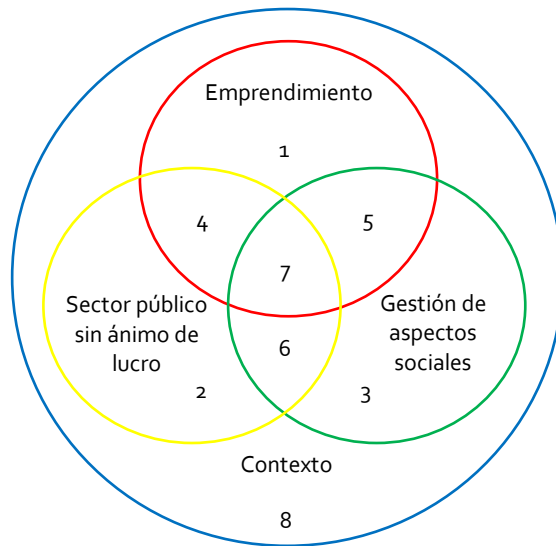 Emprendimiento
1
4
5
7
Sector público
sin ánimo de
lucro
Gestión de
aspectos
sociales
6
2
3
Contexto
8